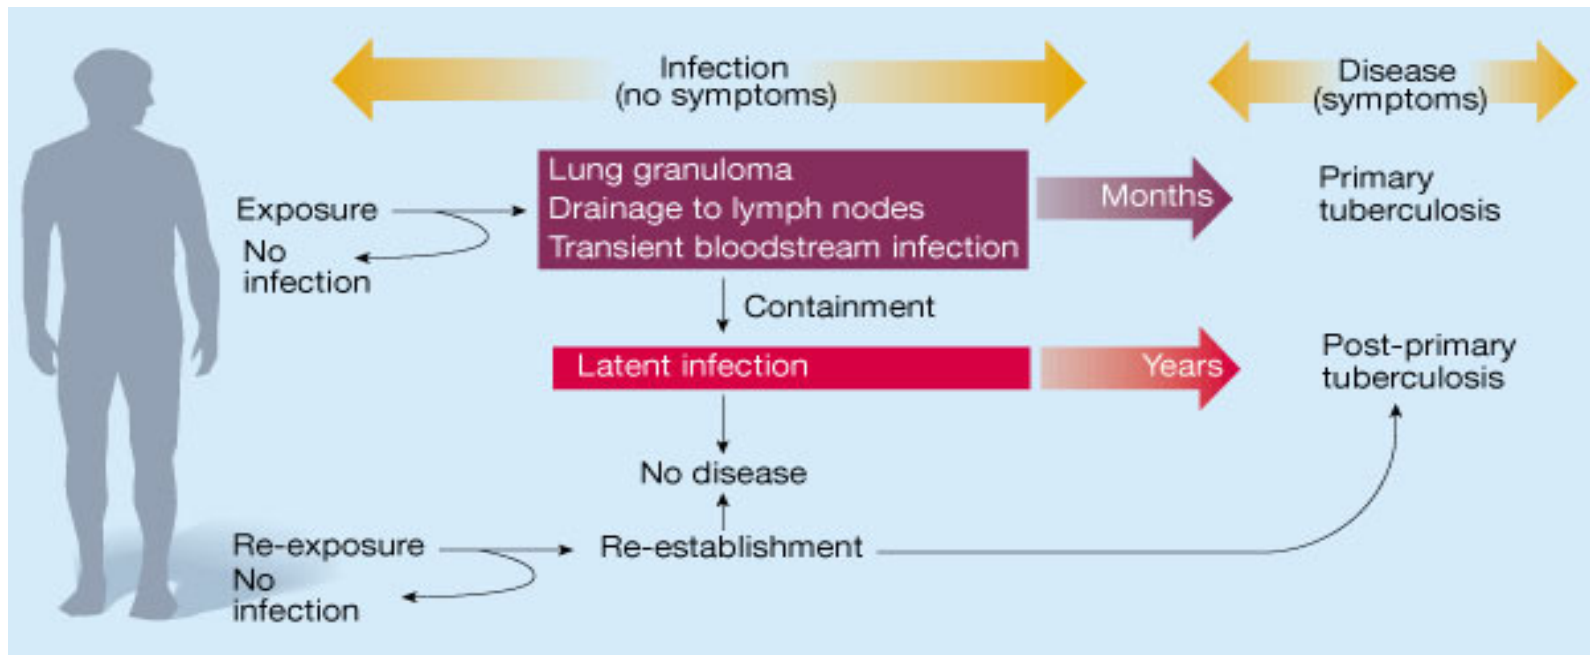 Infection
(no symptoms)
Disease
(symptoms)
Lung granuloma
Drainage to lymph nodes
Transient bloodstream infection
Months
Primary
tuberculosis
Exposure
No
infection
Containment
Latent infection
Years
Post-primary
tuberculosis
No disease
Re-exposure
No
infection
Re-establishment